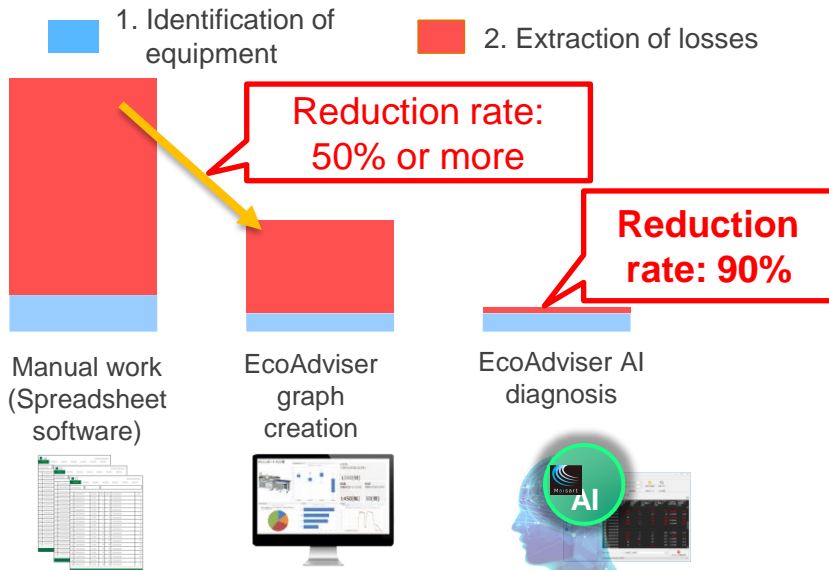 1. Identification of
equipment
2. Extraction of losses
Reduction rate:
50% or more
Reduction
rate: 90%
Manual work
(Spreadsheet
software)
EcoAdviser
graph
creation
EcoAdviser AI
diagnosis
Maisart
AI